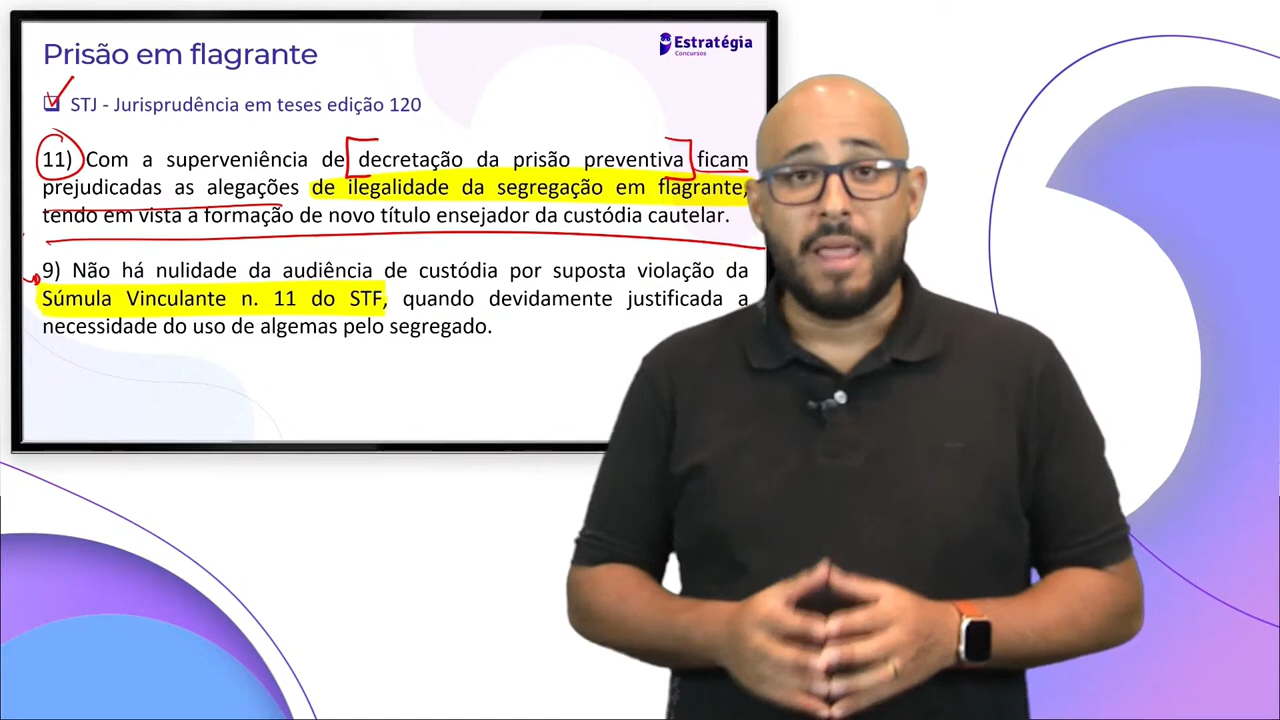 Prisão em flagrante
Estratégia
Concursos
STJ - Jurisprudência em teses edição 120
11) Com a superveniência de decretação da prisão preventiva ficam
prejudicadas as alegações de ilegalidade da segregação em flagrante,
tendo em vista a formação de novo título ensejador da custódia cautelar.
9) Não há nulidade da audiência de custódia por suposta violação da
Súmula Vinculante n. 11 do STF, quando devidamente justificada a
necessidade do uso de algemas pelo segregado.